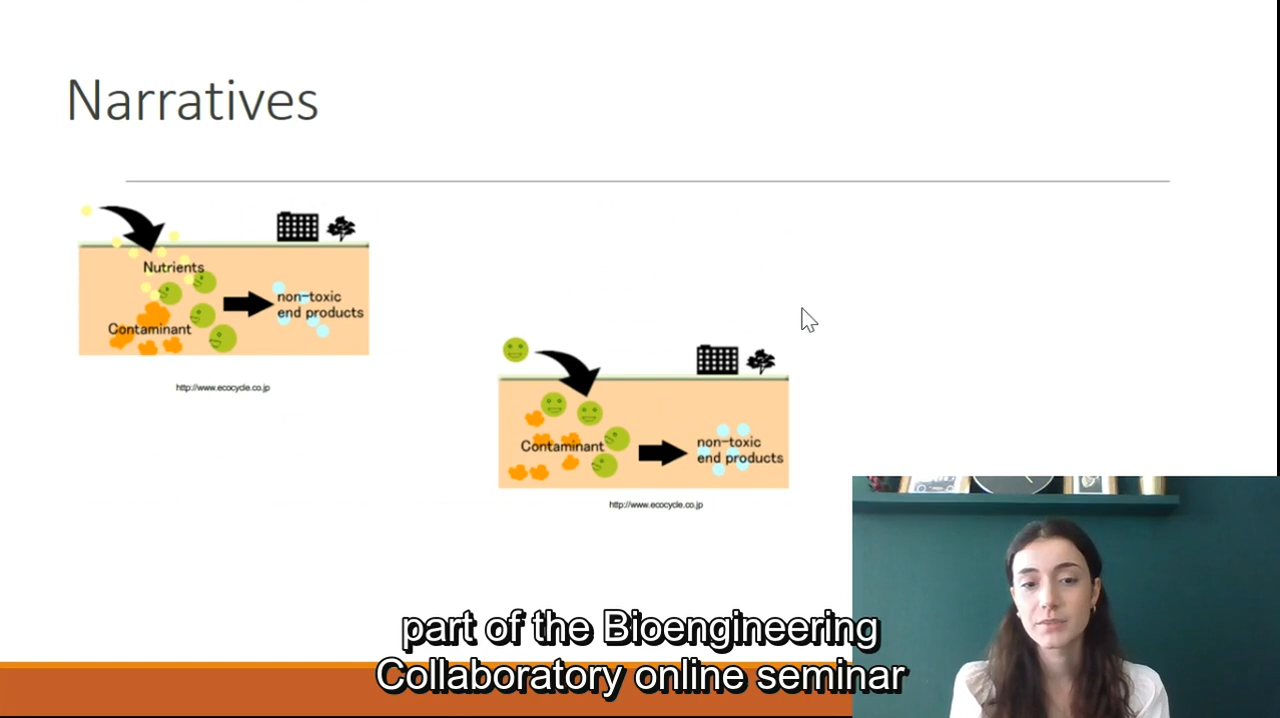 Narratives
Nutrients
Contaminant
non-toxic
end products
http://www.ecocycle.co.jp
Contaminant
non-toxic
end products
http://www.ecocycle.co.jp
part of the Bioengineering
Collaboratory online seminar